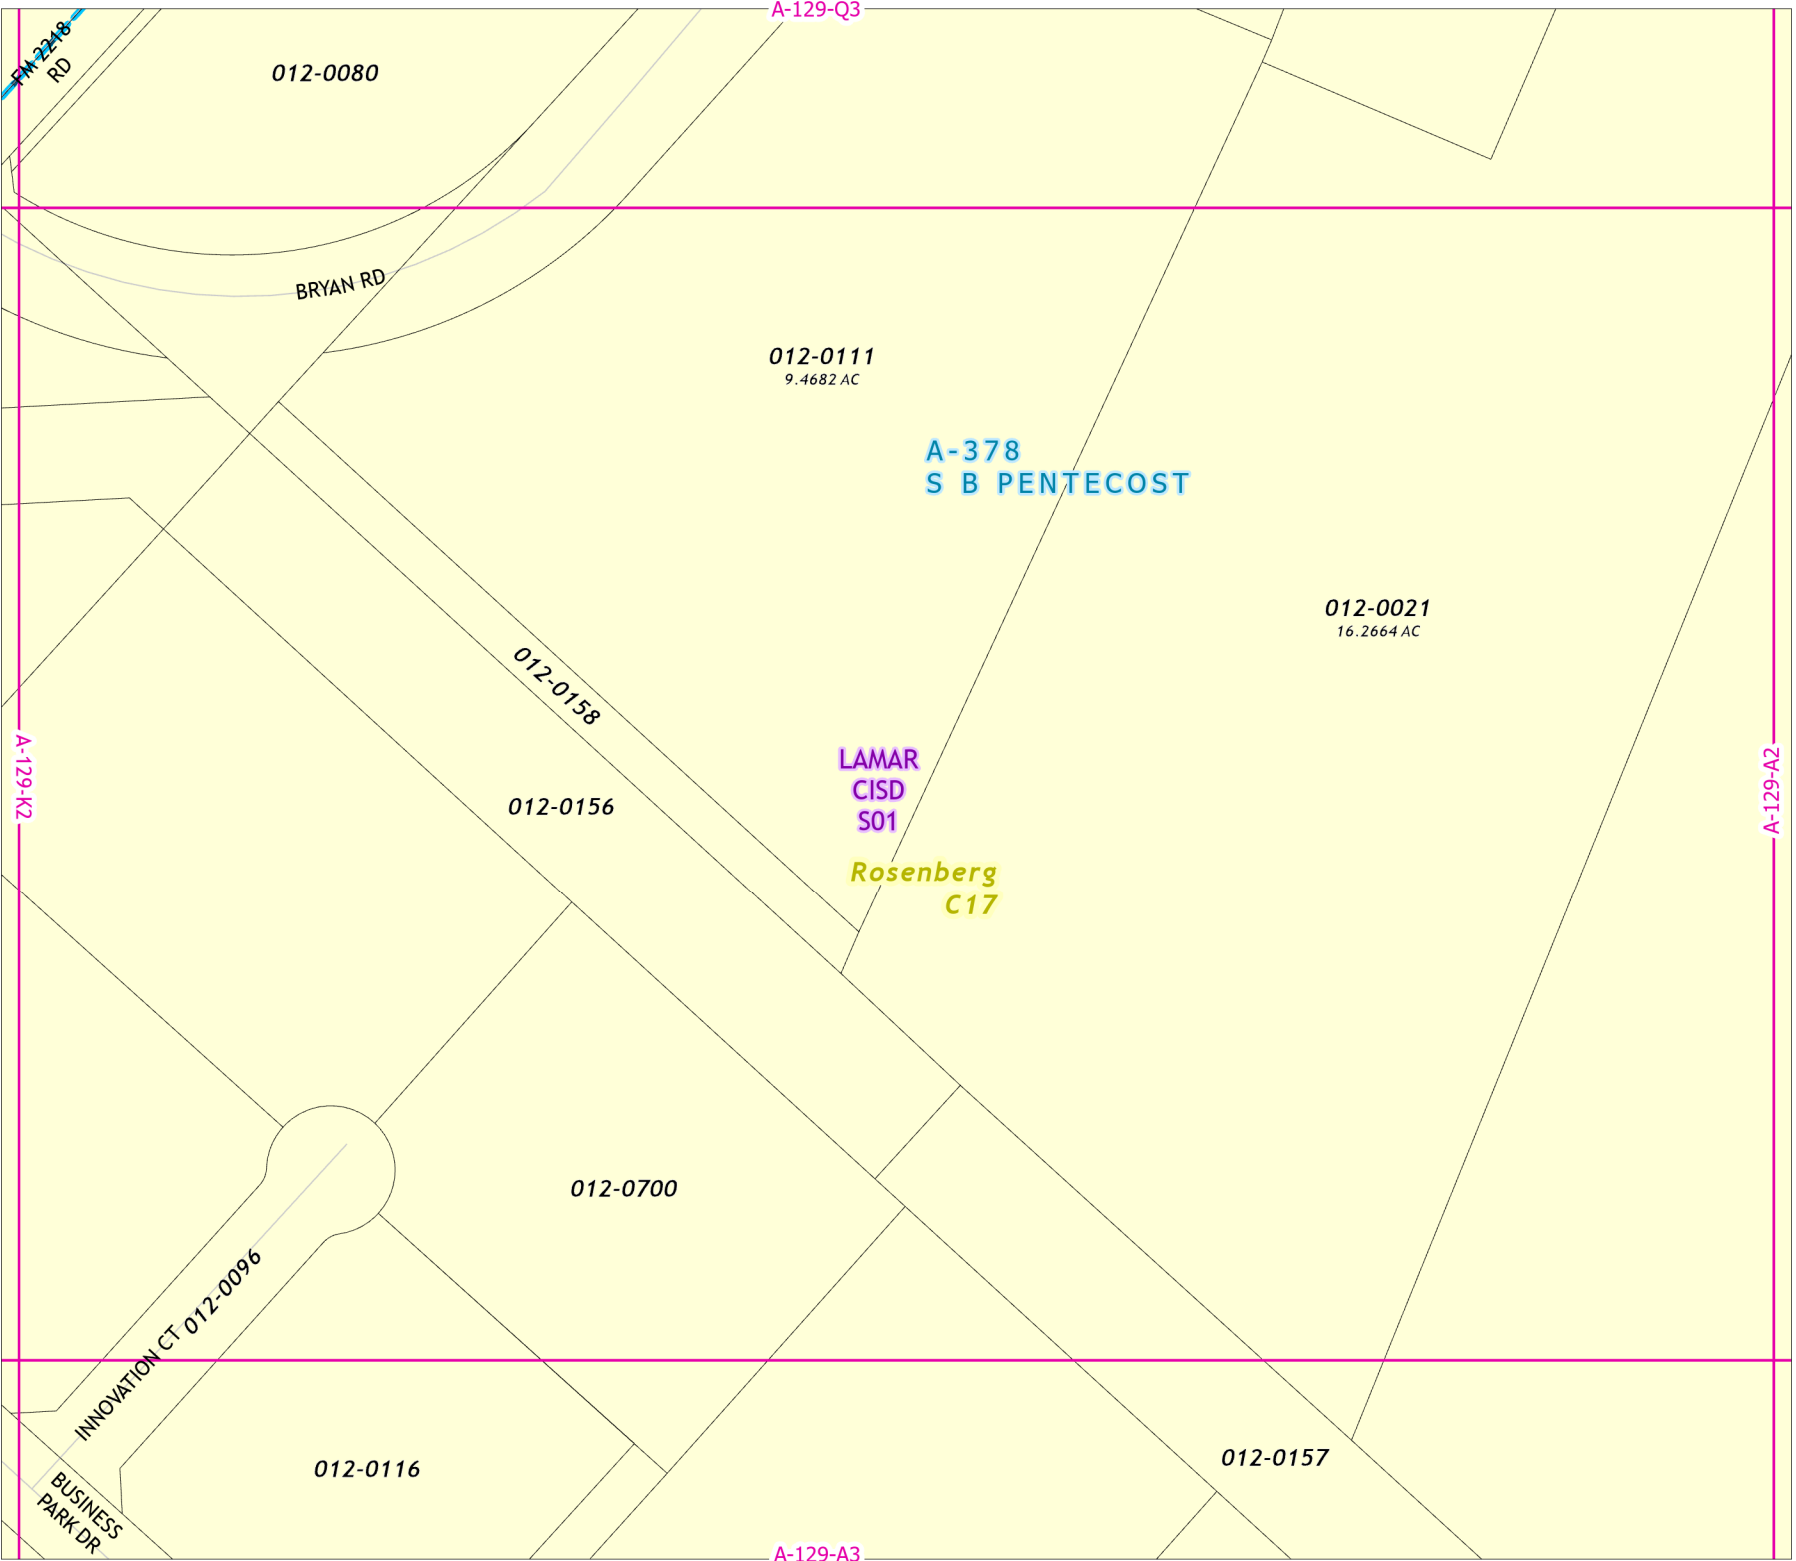 A-129-Q3
FM 2218
RD
012-0080
BRYAN RD
012-0111
9.4682 AC
A-378
S B PENTECOST
012-0021
16.2664 AC
012-0158
LAMAR
CISD
S01
A-129-K2
A-129-A2
012-0156
Rosenberg
C17
012-0700
012-0096
INNOVATION CT
012-0157
012-0116
BUSINESS
PARK DR
A-129-A3